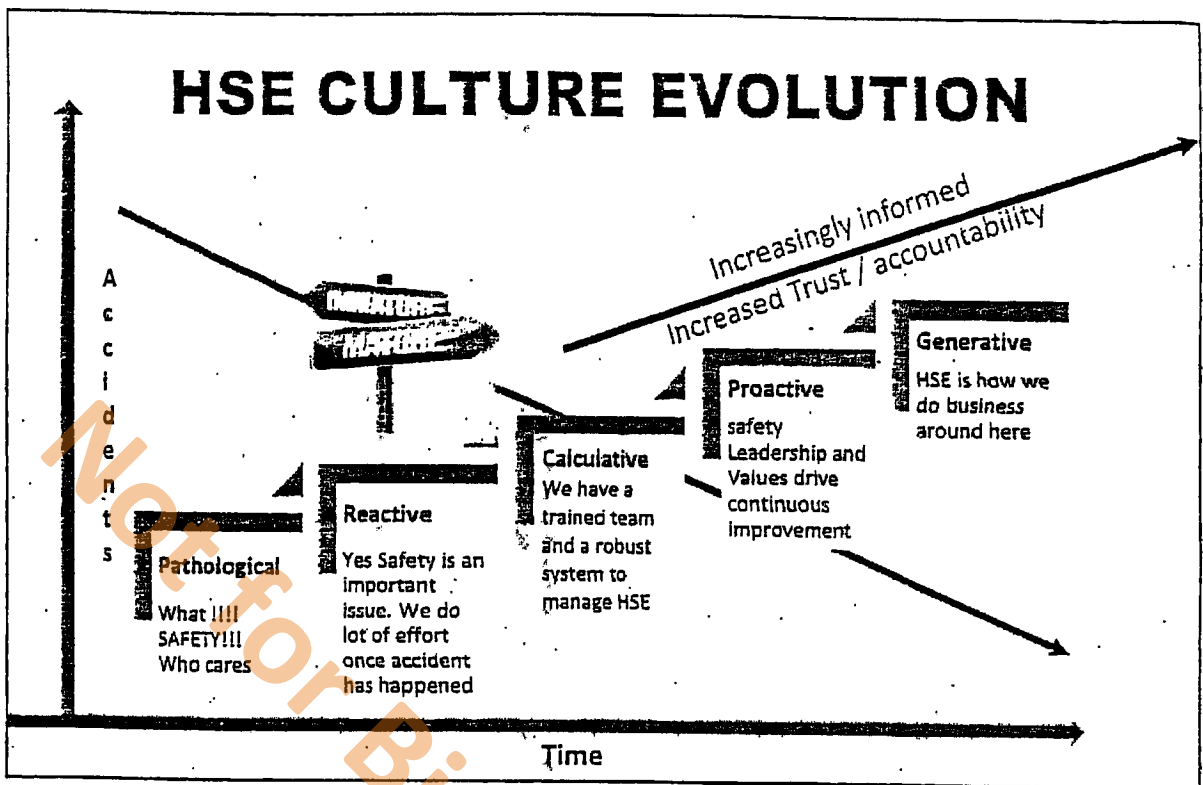 HSE CULTURE EVOLUTION
Accidents
Increasingly informed
Increased Trust / accountability
Pathological
What !!!!
SAFETY!!!
Who cares
Reactive
Yes Safety is an
important
issue. We do
lot of effort
once accident
has happened
Calculative
We have a
trained team
and a robust
system to
manage HSE
Proactive
safety
Leadership and
Values drive
continuous
improvement
Generative
HSE is how we
do business
around here
Time
Not for Bi